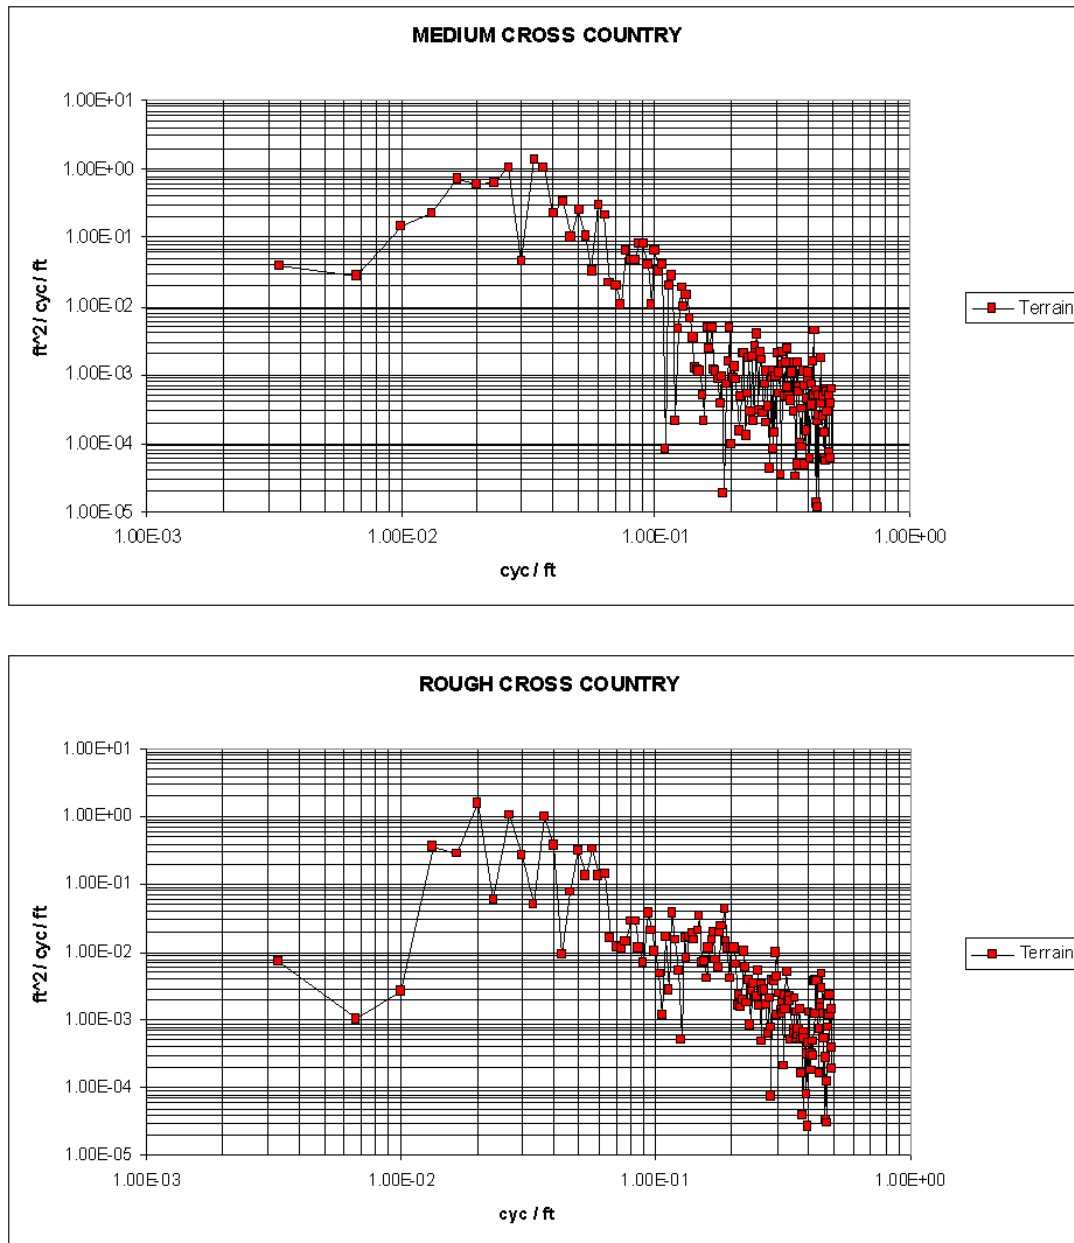 MEDIUM CROSS COUNTRY
1.00E+01
1.00E+00
1.00E-01
1.00E-02
1.00E-03
1.00E-04
1.00E-05
ft^2 / cyc / ft
1.00E-03 1.00E-02 1.00E-01 1.00E+00
cyc / ft
Terrain
ROUGH CROSS COUNTRY
1.00E+01
1.00E+00
1.00E-01
1.00E-02
1.00E-03
1.00E-04
1.00E-05
ft^2 / cyc / ft
1.00E-03 1.00E-02 1.00E-01 1.00E+00
cyc / ft
Terrain